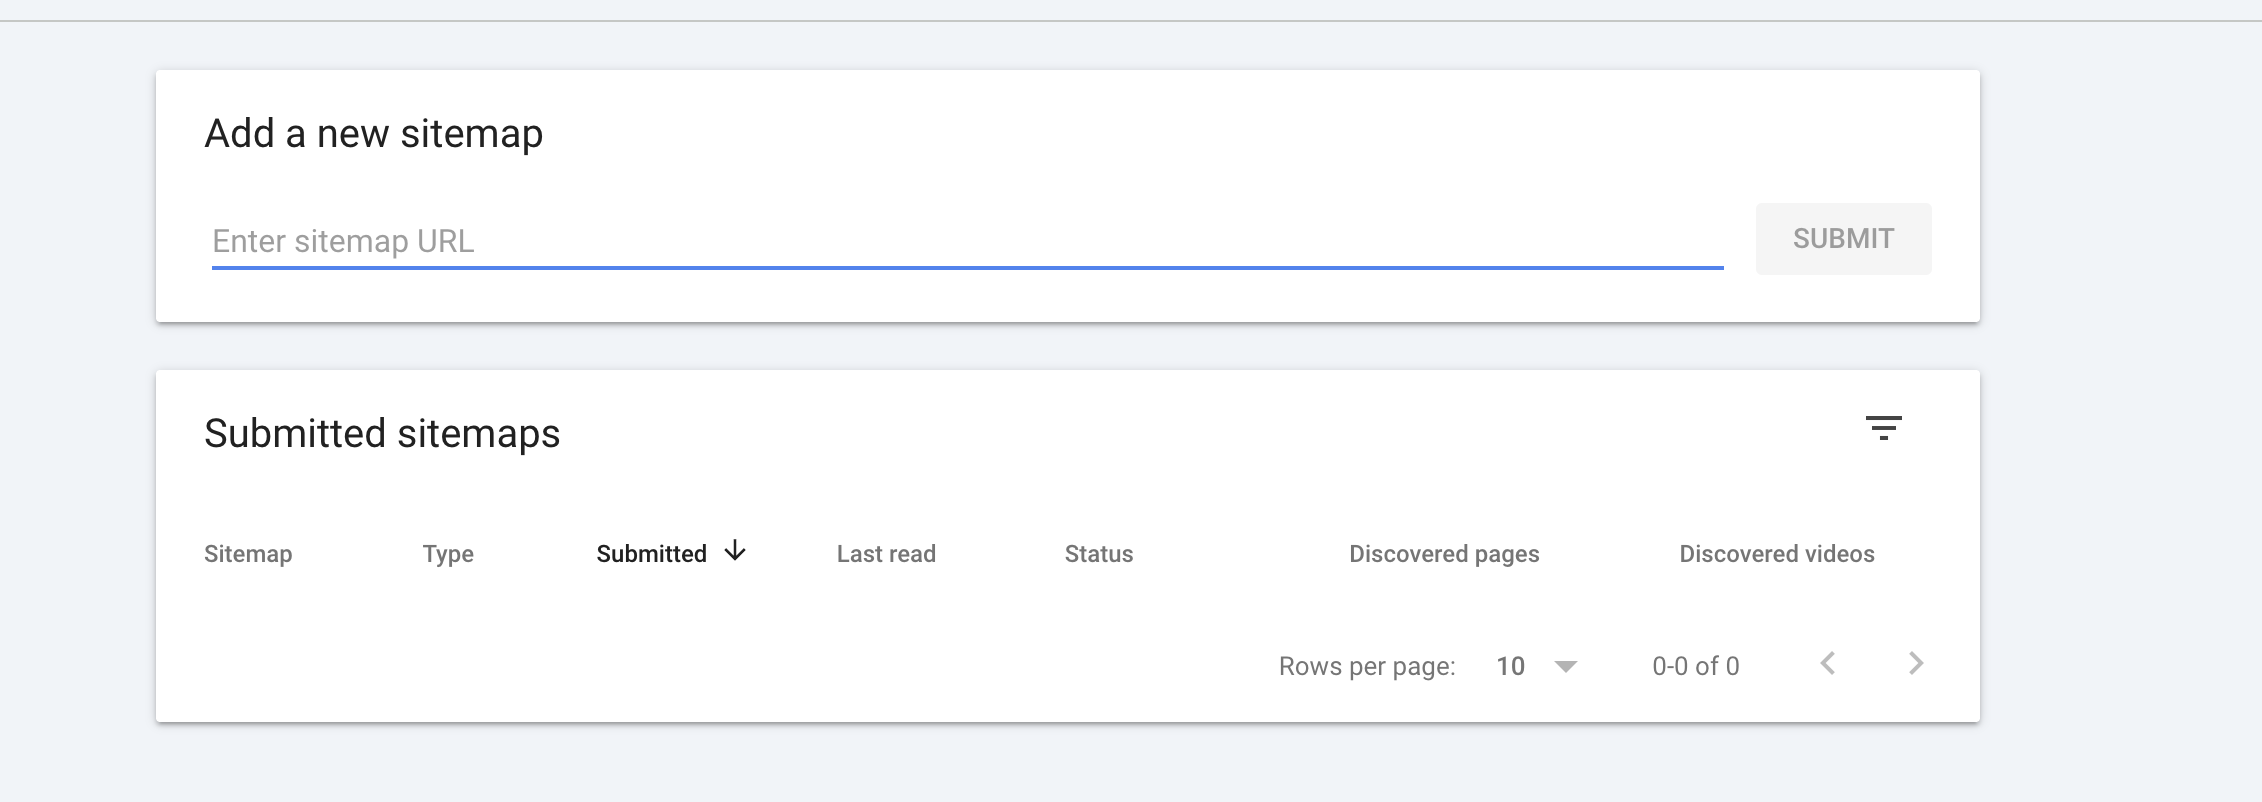 Add a new sitemap
Enter sitemap URL
SUBMIT
Submitted sitemaps
Sitemap Type Submitted Last read Status Discovered pages Discovered videos
Rows per page: 10 0-0 of 0